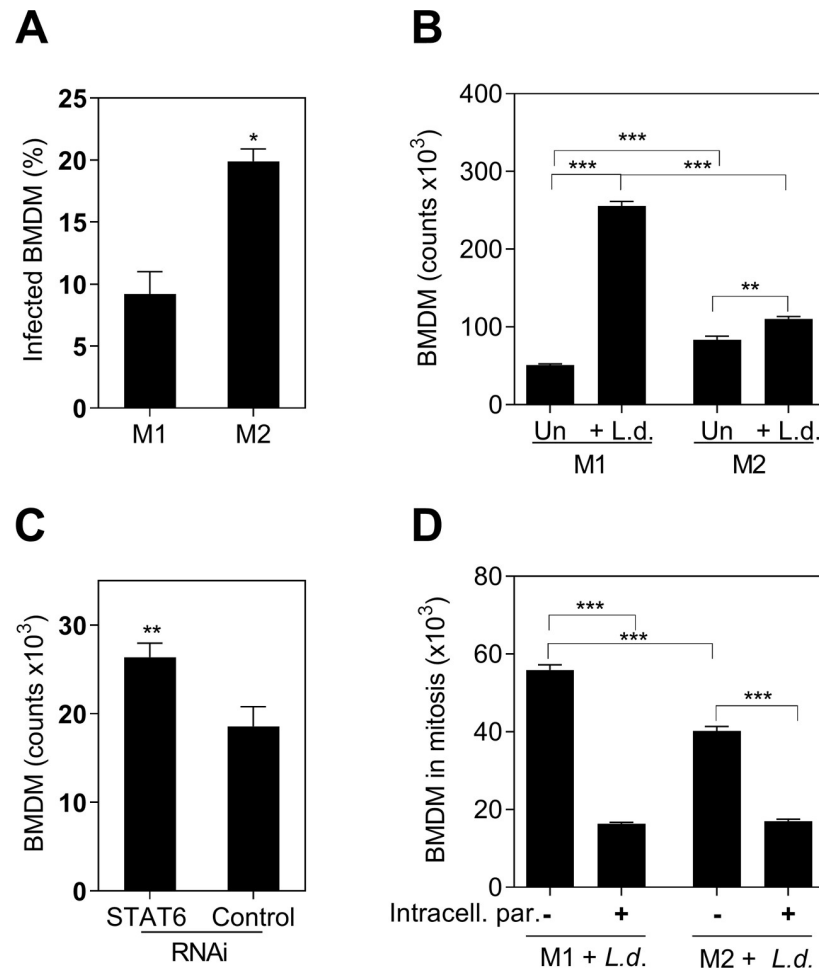 A
Infected BMDM (%)
25
20
15
10
5
0
*
M1 M2
B
BMDM (counts x10³)
400
300
200
100
0
***
*** ***
**
Un + L.d. Un + L.d.
M1 M2
C
BMDM (counts x10³)
30
20
10
0
**
STAT6 Control
RNAi
D
BMDM in mitosis (x10³)
80
60
40
20
0
***
***
***
Intracell. par. - + - +
M1 + L.d. M2 + L.d.